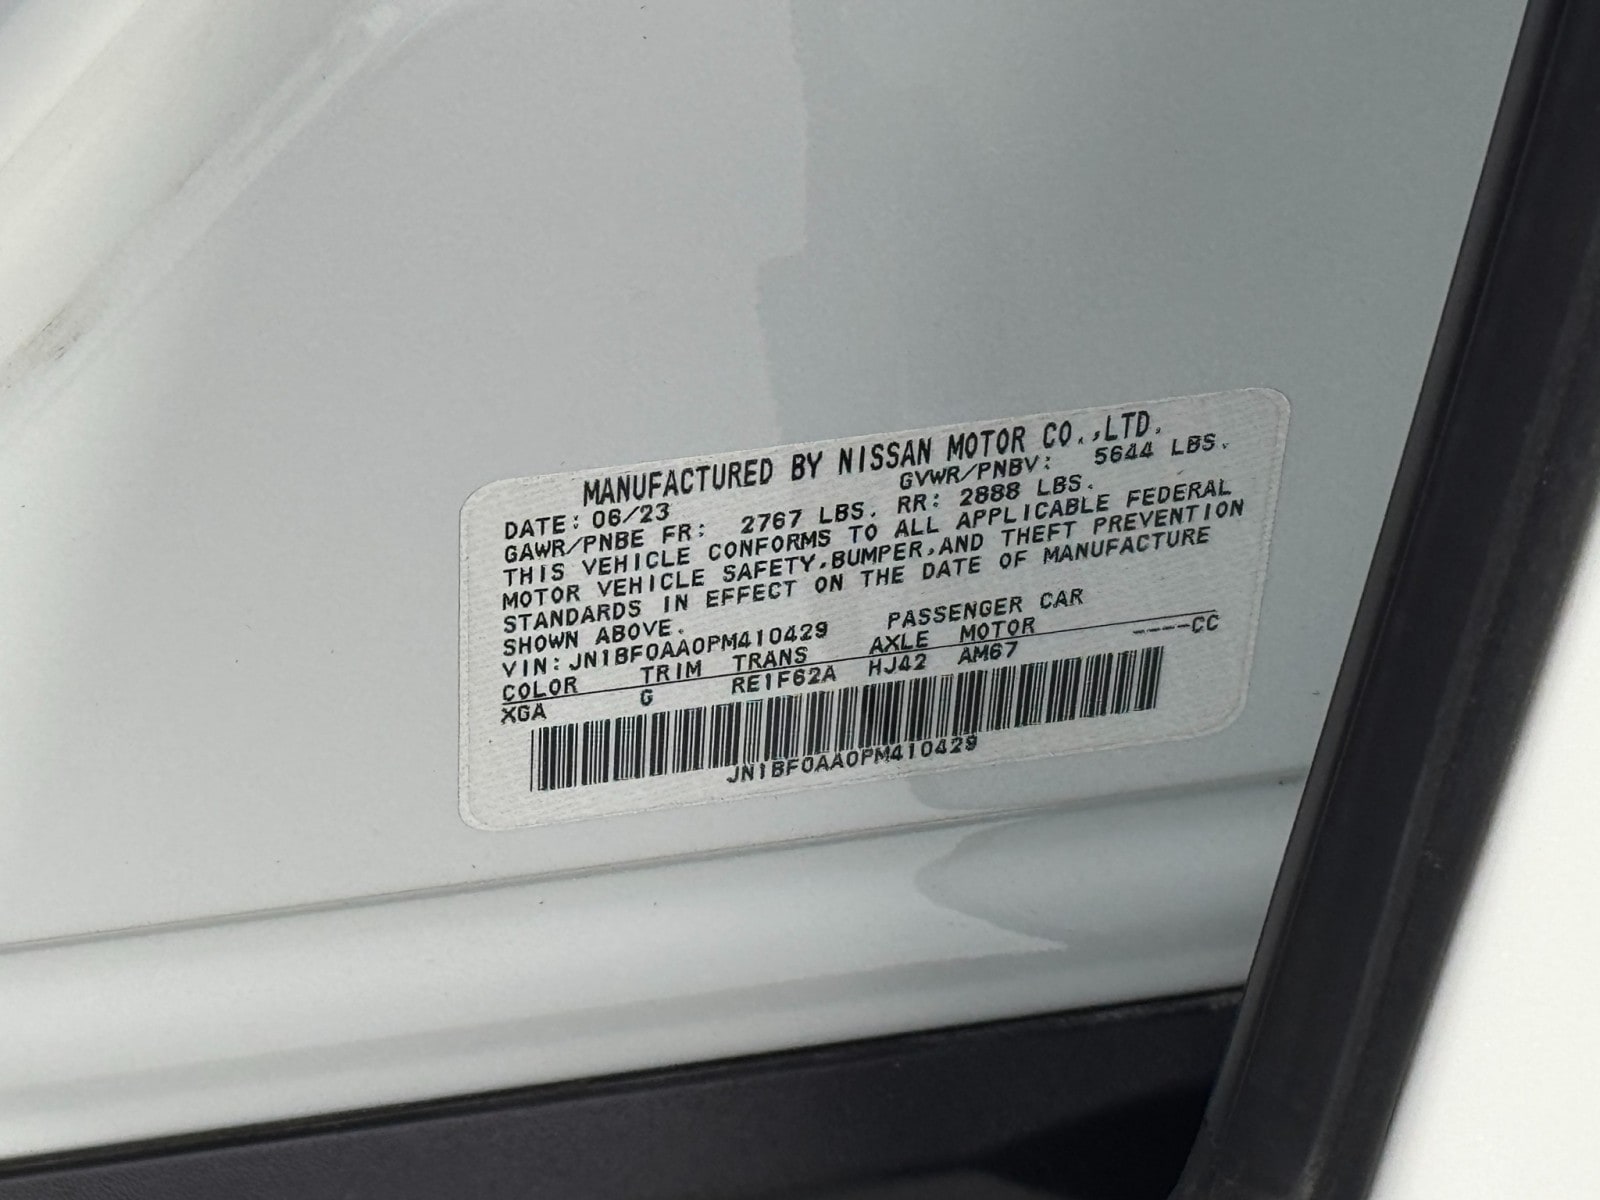 MANUFACTURED BY NISSAN MOTOR CO.,LTD.
DATE: 06/23 GVWR/PNBV: 5644 LBS.
GAWR/PNBE FR: 2767 LBS. RR: 2888 LBS.
THIS VEHICLE CONFORMS TO ALL APPLICABLE FEDERAL
MOTOR VEHICLE SAFETY,BUMPER,AND THEFT PREVENTION
STANDARDS IN EFFECT ON THE DATE OF MANUFACTURE
SHOWN ABOVE.
VIN: JN1BF0AA0PM410429 PASSENGER CAR
COLOR TRIM TRANS AXLE MOTOR ----CC
XGA G RE1F62A HJ42 AM67
JN1BF0AA0PM410429